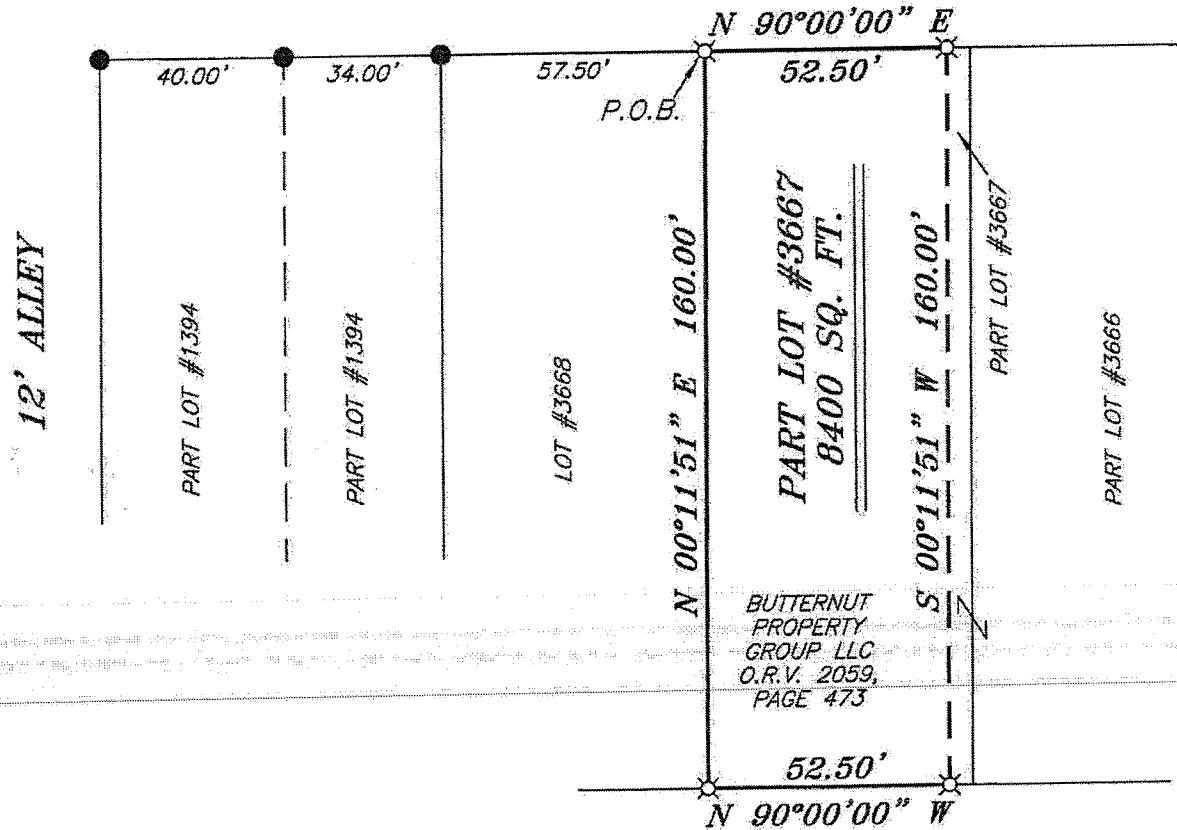 N 90°00'00" E
40.00'
34.00'
57.50'
52.50'
P.O.B.
12' ALLEY
PART LOT #1394
PART LOT #1394
LOT #3668
N 00°11'51" E 160.00'
PART LOT #3667
8400 SQ. FT.
S 00°11'51" W 160.00'
PART LOT #3667
PART LOT #3666
BUTTERNUT
PROPERTY
GROUP LLC
O.R.V. 2059,
PAGE 473
52.50'
N 90°00'00" W